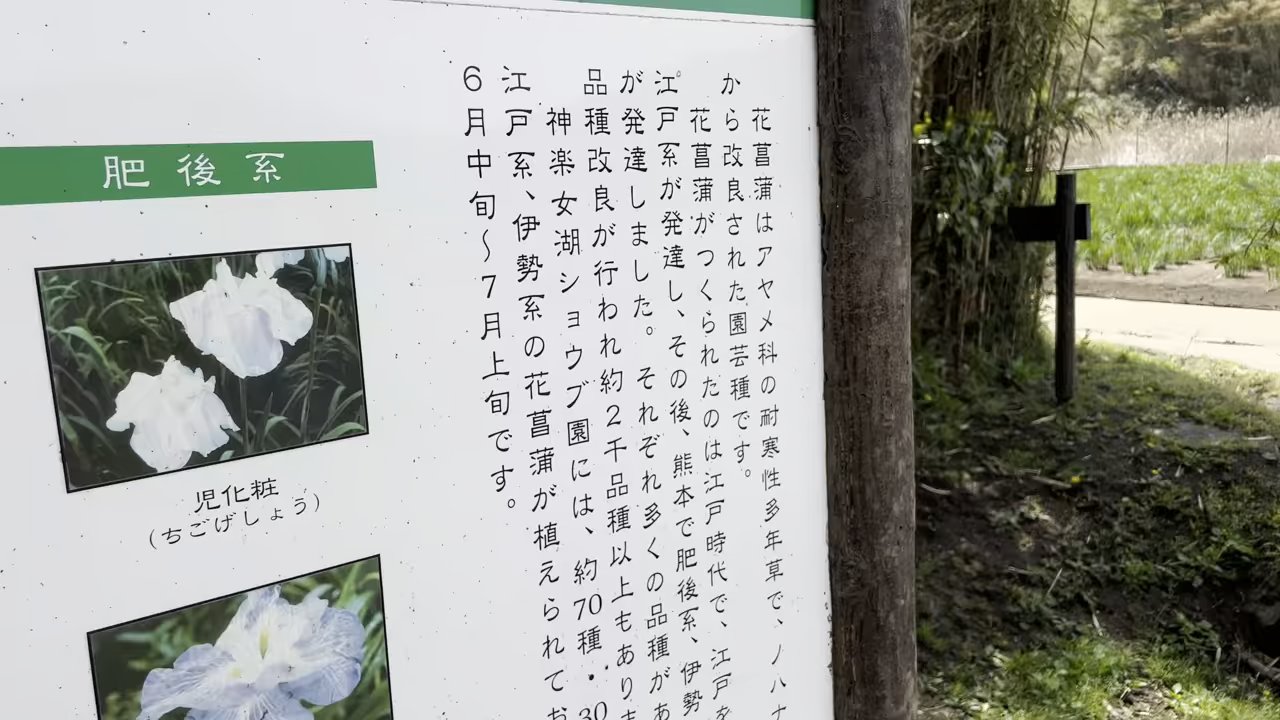 花菖蒲はアヤメ科の耐寒性多年草で、ノハナ
から改良された園芸種です。
花菖蒲がつくられたのは江戸時代で、江戸を
江戸系が発達し、その後、熊本で肥後系、伊勢
が発達しました。それぞれ多くの品種があ
品種改良が行われ約2千品種以上もありま
神楽女湖ショウブ園には、約70種・30
江戸系、伊勢系の花菖蒲が植えられてお
6月中旬〜7月上旬です。
肥後系
児化粧
(ちごげしょう)